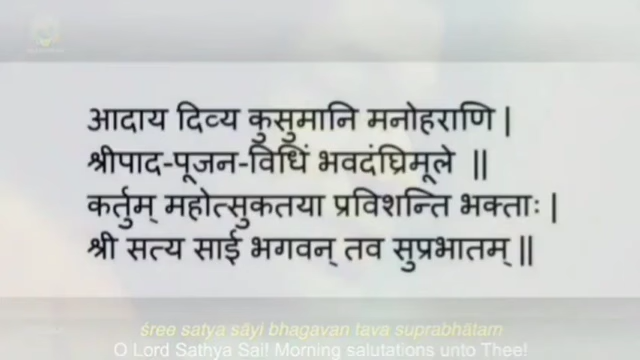 आदाय दिव्य कुसुमानि मनोहराणि |
श्रीपाद-पूजन-विधिं भवदंघ्रिमूले ||
कर्तुम् महोत्सुकतया प्रविशन्ति भक्ताः |
श्री सत्य साई भगवन् तव सुप्रभातम् ||
śree satya sāyi bhagavan tava suprabhātam
O Lord Sathya Sai! Morning salutations unto Thee!